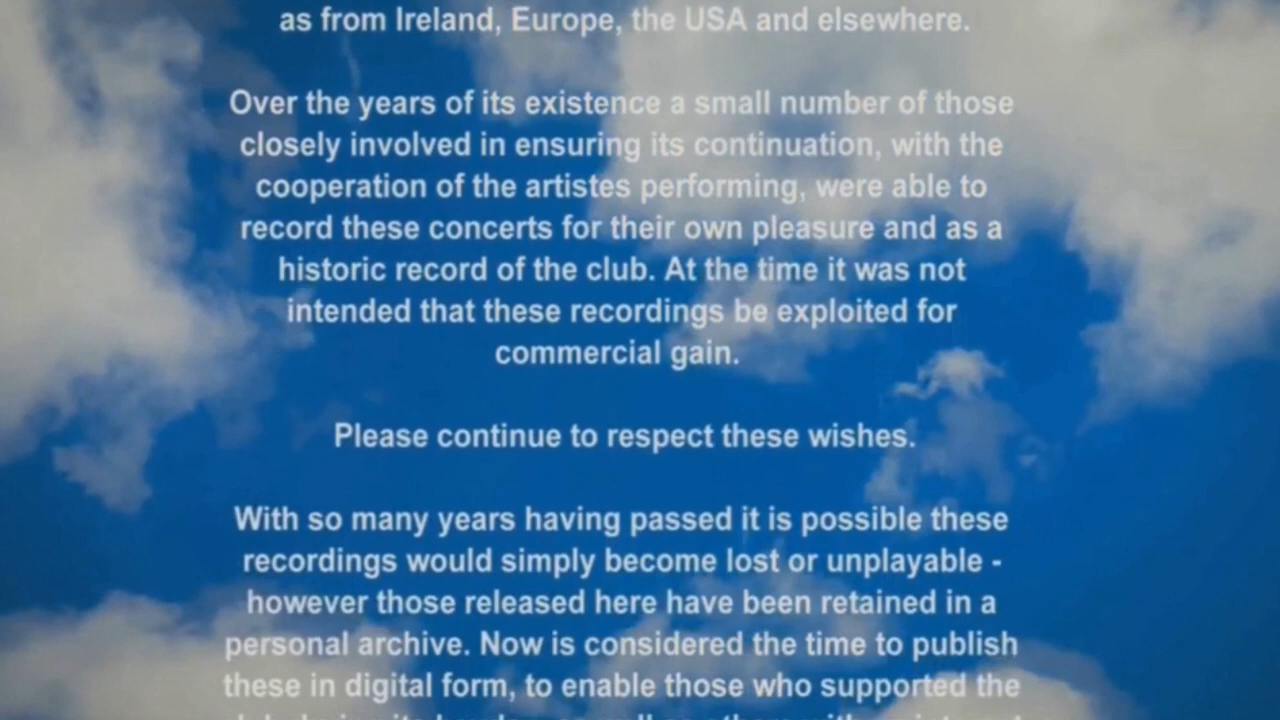 as from Ireland, Europe, the USA and elsewhere.
Over the years of its existence a small number of those
closely involved in ensuring its continuation, with the
cooperation of the artistes performing, were able to
record these concerts for their own pleasure and as a
historic record of the club. At the time it was not
intended that these recordings be exploited for
commercial gain.
Please continue to respect these wishes.
With so many years having passed it is possible these
recordings would simply become lost or unplayable -
however those released here have been retained in a
personal archive. Now is considered the time to publish
these in digital form, to enable those who supported the